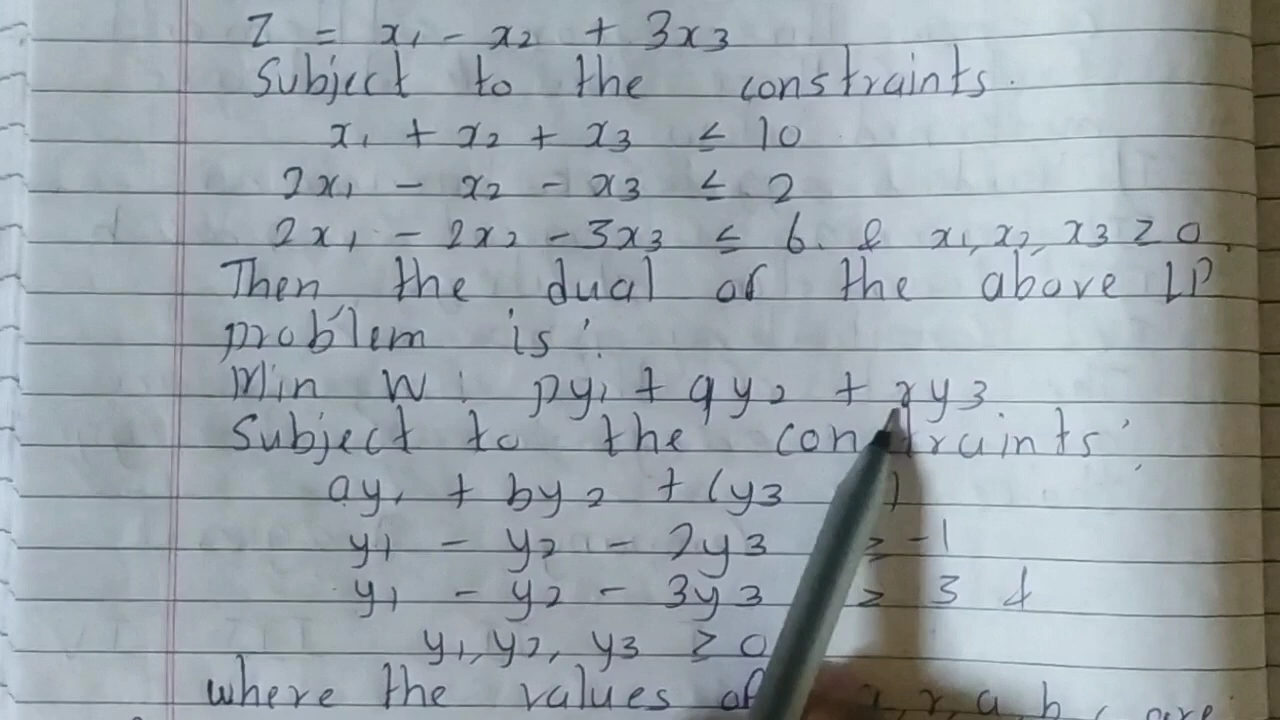 Z = x₁ - x₂ + 3x₃
Subject to the constraints.
x₁ + x₂ + x₃ ≤ 10
2x₁ - x₂ - x₃ ≤ 2
2x₁ - 2x₂ - 3x₃ ≤ 6. & x₁, x₂, x₃ ≥ 0,
Then the dual of the above LP
problem is:
Min W: py₁ + qy₂ + ry₃
Subject to the constraints:
ay₁ + by₂ + cy₃
y₁ - y₂ - 2y₃ ≥ -1
y₁ - y₂ - 3y₃ ≥ 3 &
y₁, y₂, y₃ ≥ 0
where the values of r, a, b, c are: